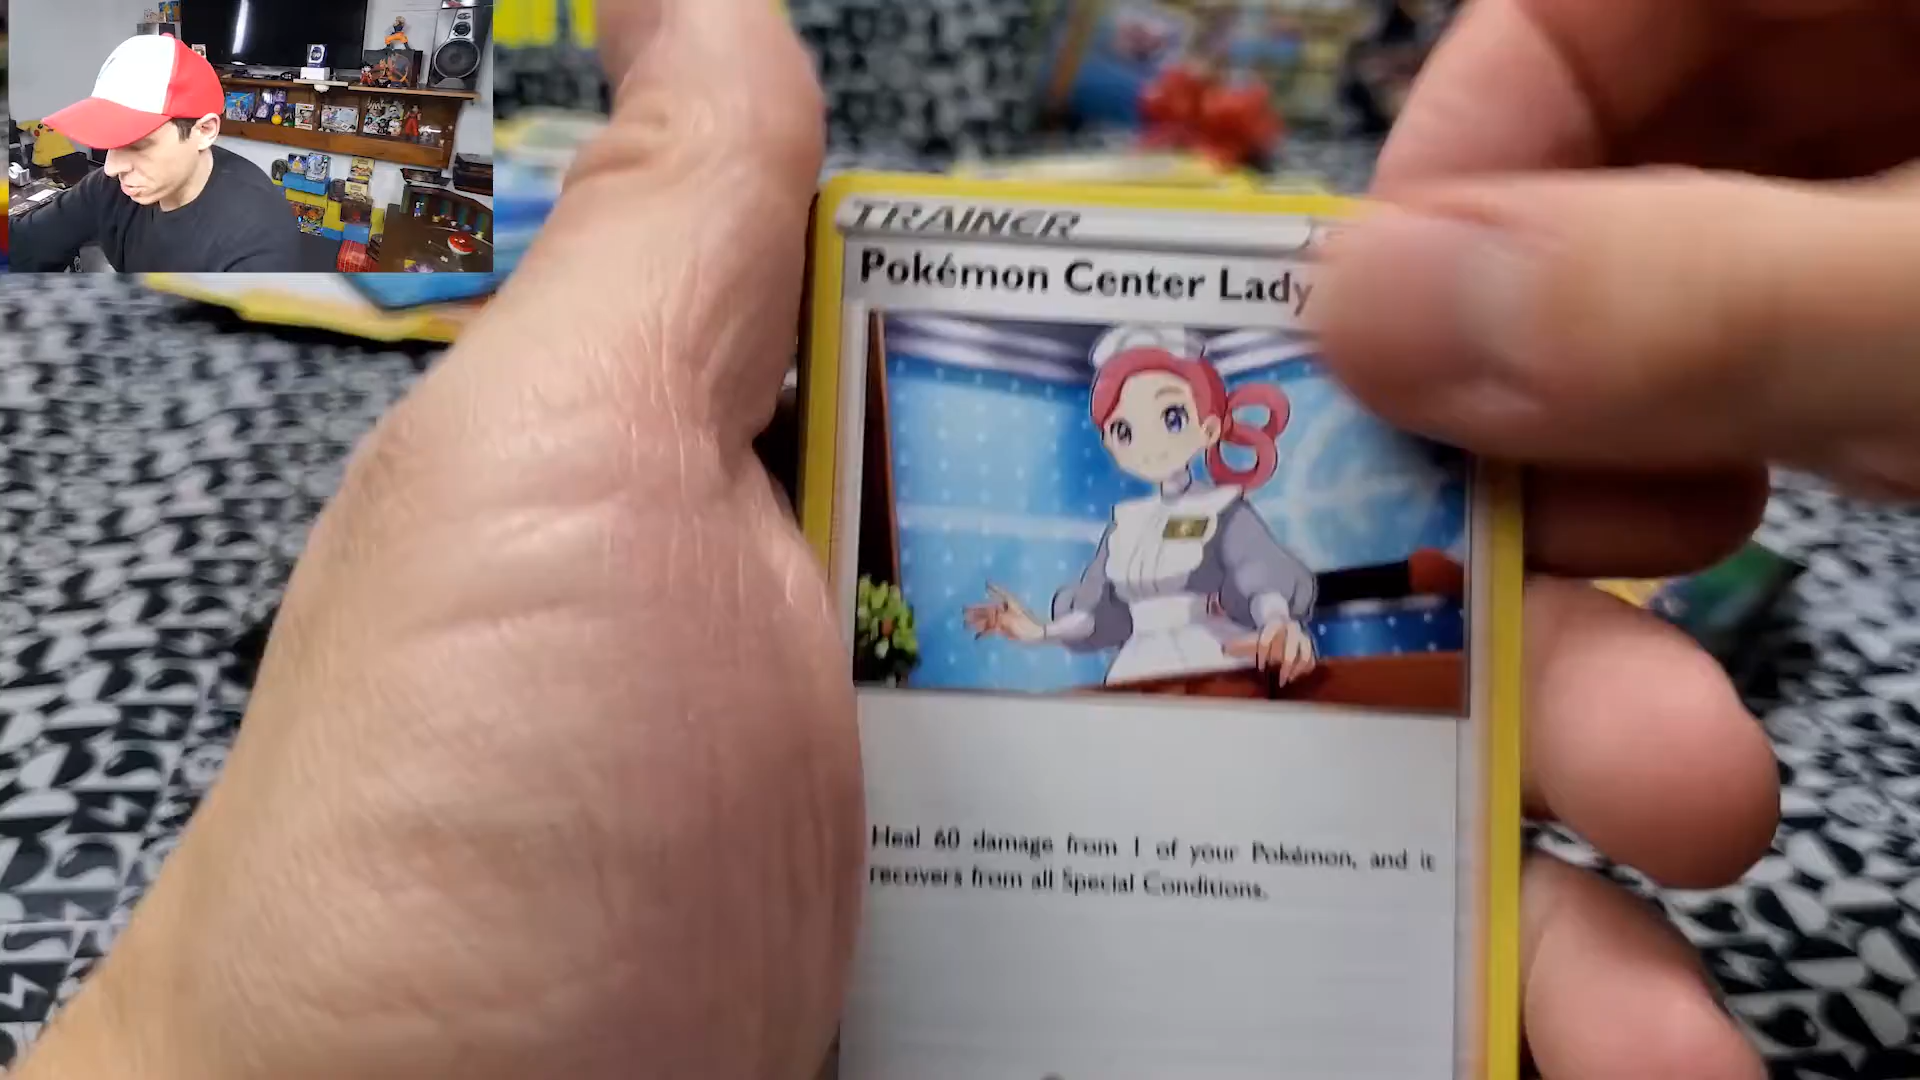 TRAINER
Pokémon Center Lady
Heal 60 damage from 1 of your Pokémon, and it
recovers from all Special Conditions.